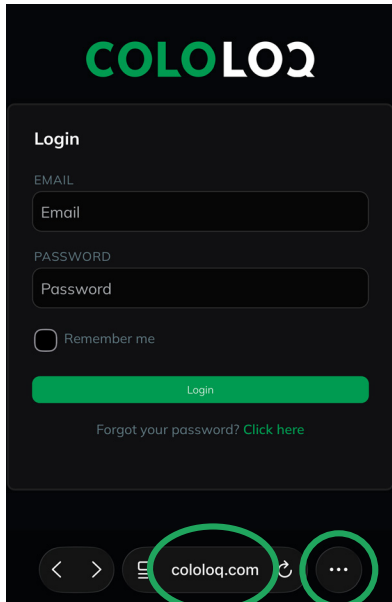 COLOLOQ
Login
EMAIL
Email
PASSWORD
Password
Remember me
Login
Forgot your password? Click here
cololoq.com